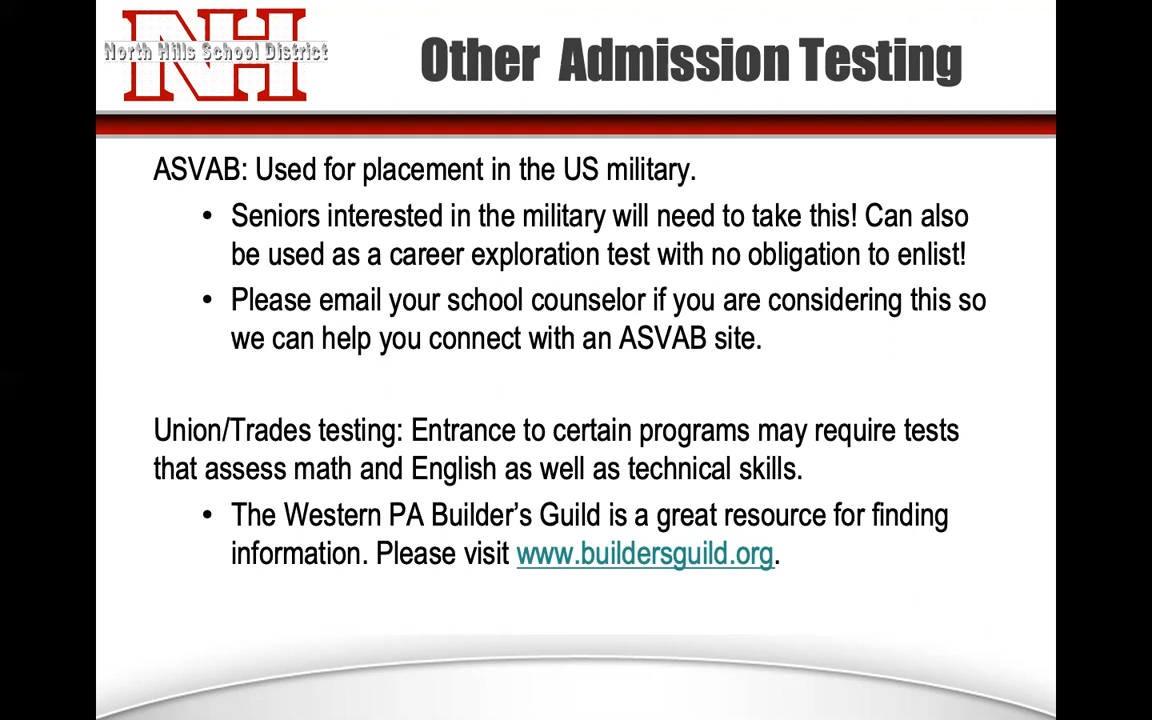 NH
North Hills School District
Other Admission Testing
ASVAB: Used for placement in the US military.
• Seniors interested in the military will need to take this! Can also
be used as a career exploration test with no obligation to enlist!
• Please email your school counselor if you are considering this so
we can help you connect with an ASVAB site.
Union/Trades testing: Entrance to certain programs may require tests
that assess math and English as well as technical skills.
• The Western PA Builder’s Guild is a great resource for finding
information. Please visit www.buildersguild.org.